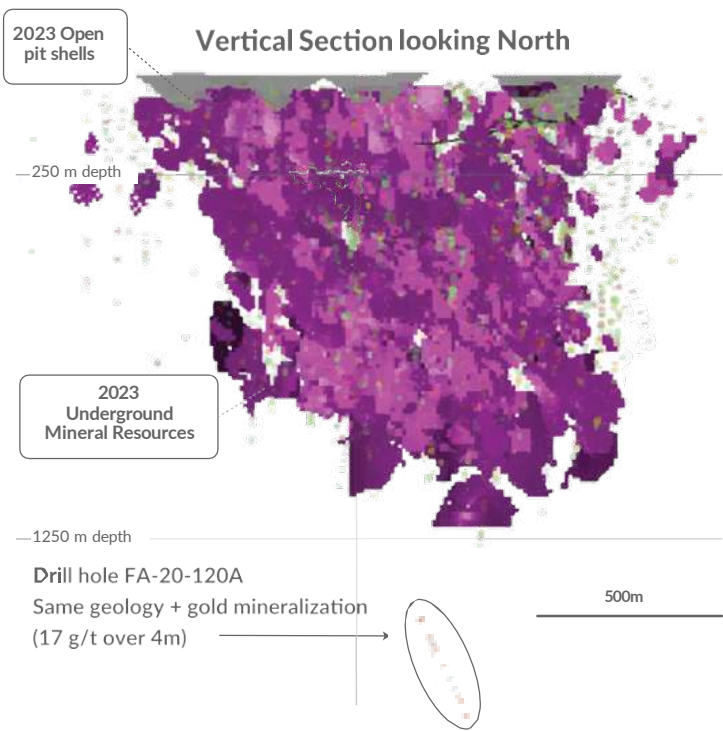 2023 Open
pit shells
Vertical Section looking North
250 m depth
2023
Underground
Mineral Resources
1250 m depth
Drill hole FA-20-120A
Same geology + gold mineralization
(17 g/t over 4m)
500m